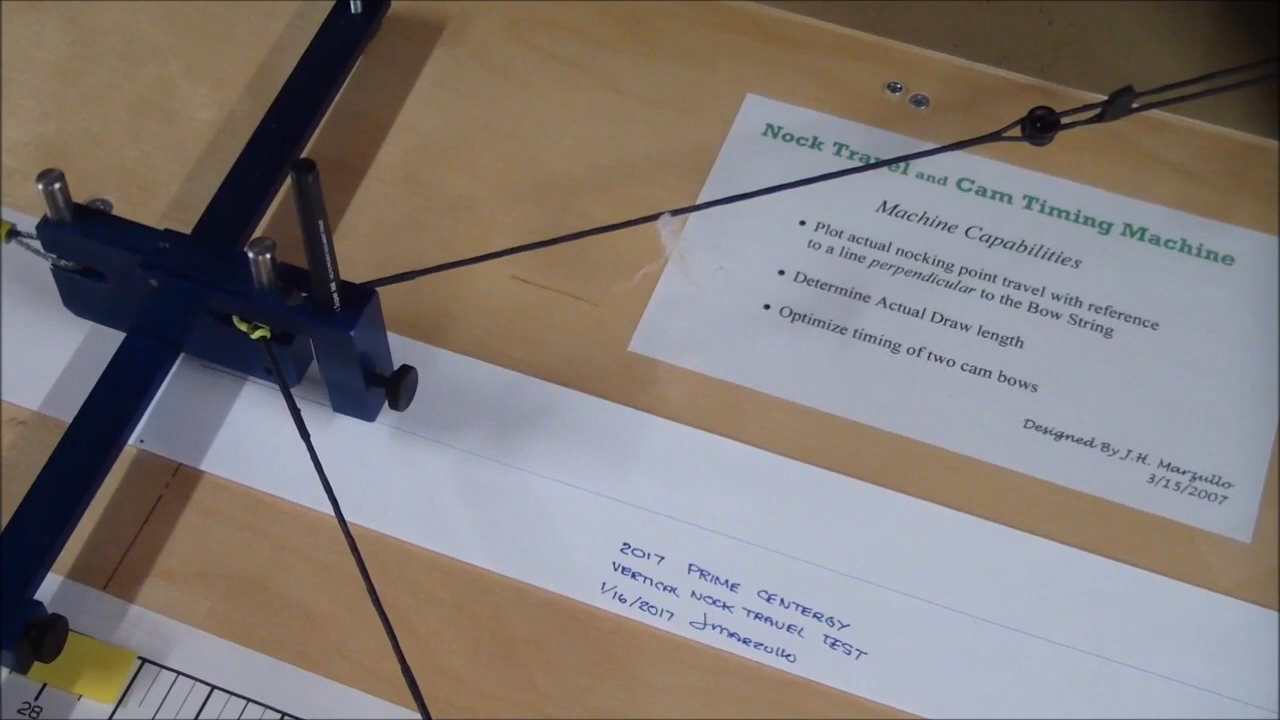 Nock Travel and Cam Timing Machine
Machine Capabilities
• Plot actual nocking point travel with reference
to a line perpendicular to the Bow String
• Determine Actual Draw length
• Optimize timing of two cam bows
Designed By J.H. Marzullo
3/15/2007
2017 PRIME CENTERGY
VERTICAL NOCK TRAVEL TEST
1/16/2017 JMARZULLO
28